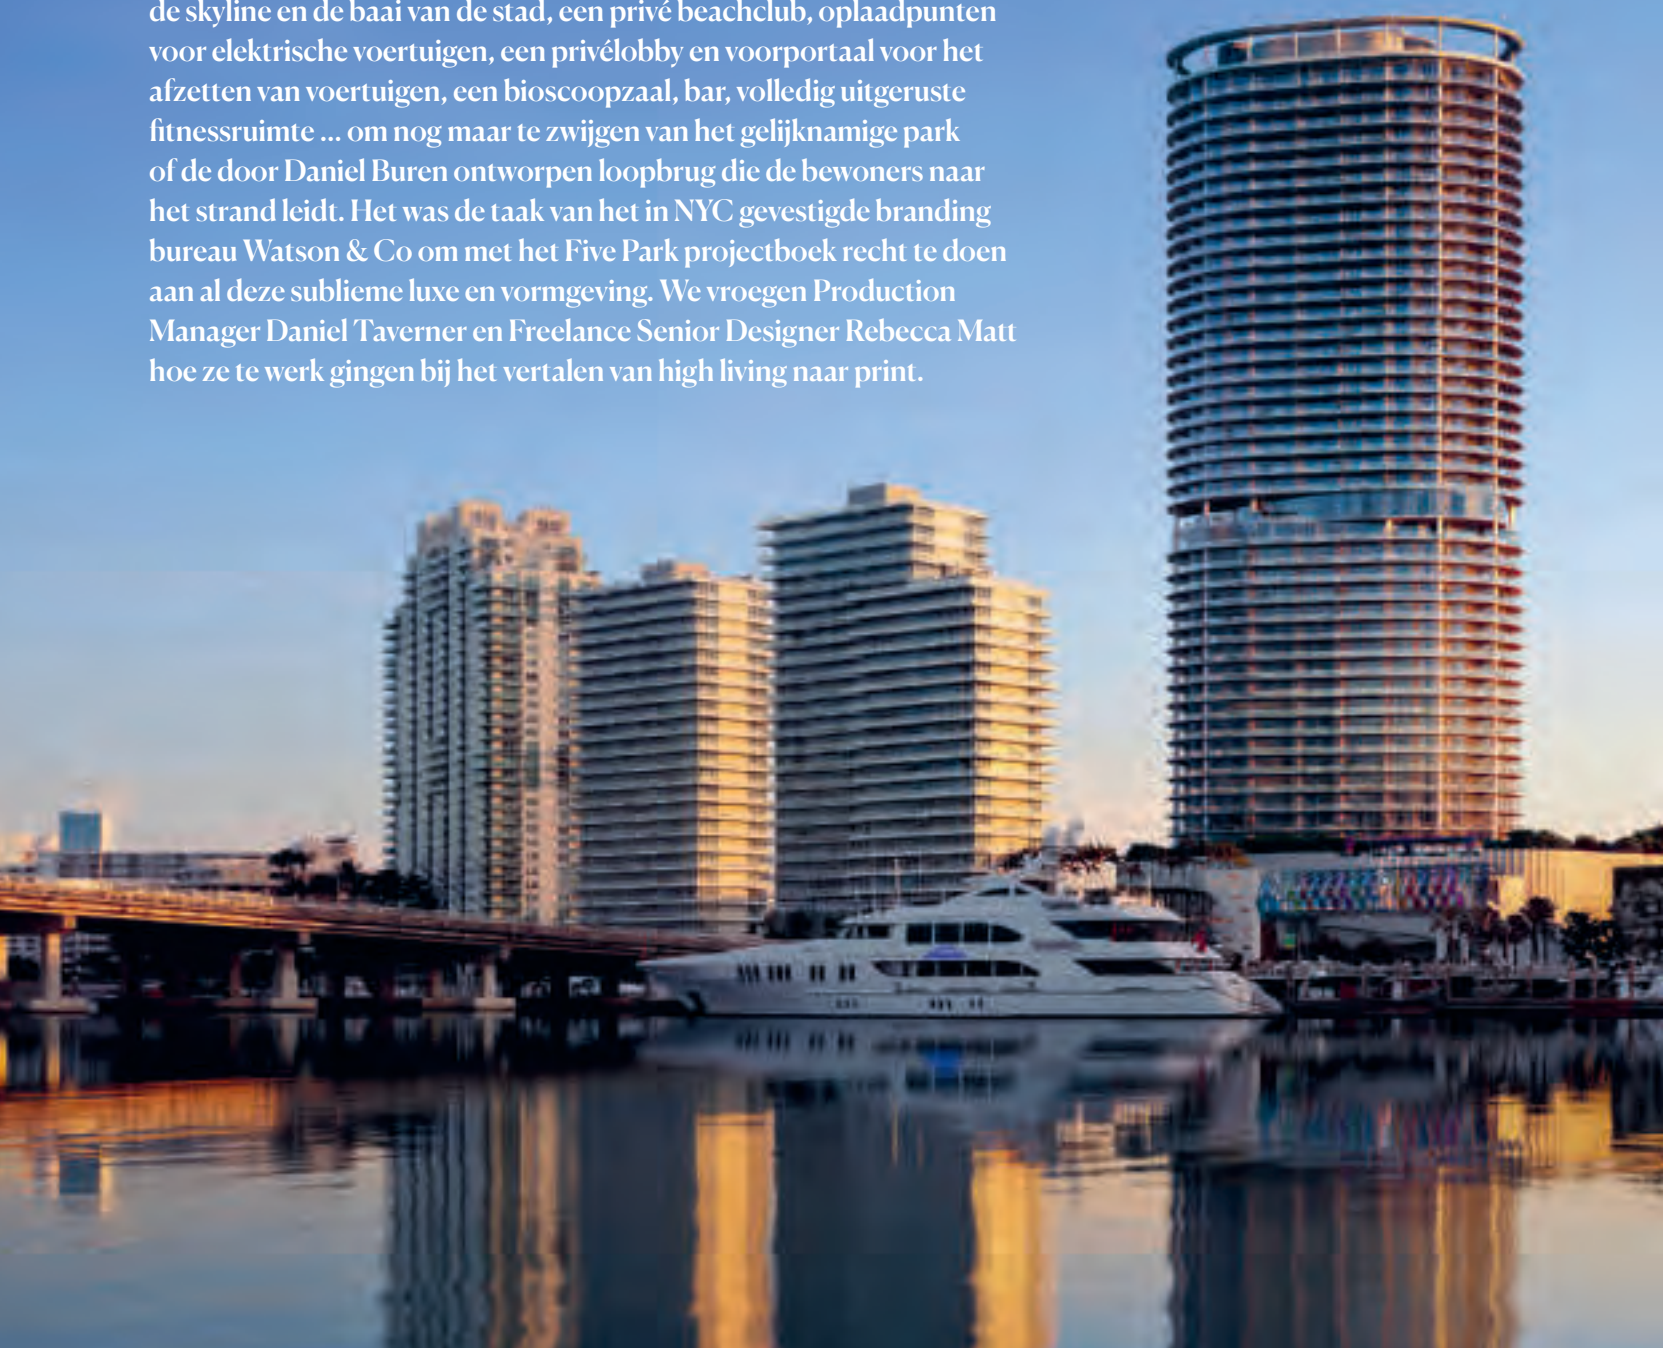 de skyline en de baai van de stad, een privé beachclub, oplaadpunten
voor elektrische voertuigen, een privélobby en voorportaal voor het
afzetten van voertuigen, een bioscoopzaal, bar, volledig uitgeruste
fitnessruimte ... om nog maar te zwijgen van het gelijknamige park
of de door Daniel Buren ontworpen loopbrug die de bewoners naar
het strand leidt. Het was de taak van het in NYC gevestigde branding
bureau Watson & Co om met het Five Park projectboek recht te doen
aan al deze sublieme luxe en vormgeving. We vroegen Production
Manager Daniel Taverner en Freelance Senior Designer Rebecca Matt
hoe ze te werk gingen bij het vertalen van high living naar print.